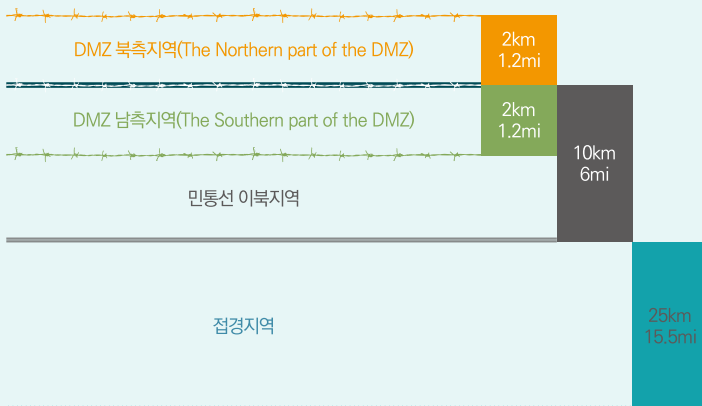 DMZ 북측지역(The Northern part of the DMZ)
2km
1.2mi
DMZ 남측지역(The Southern part of the DMZ)
2km
1.2mi
10km
6mi
민통선 이북지역
접경지역
25km
15.5mi